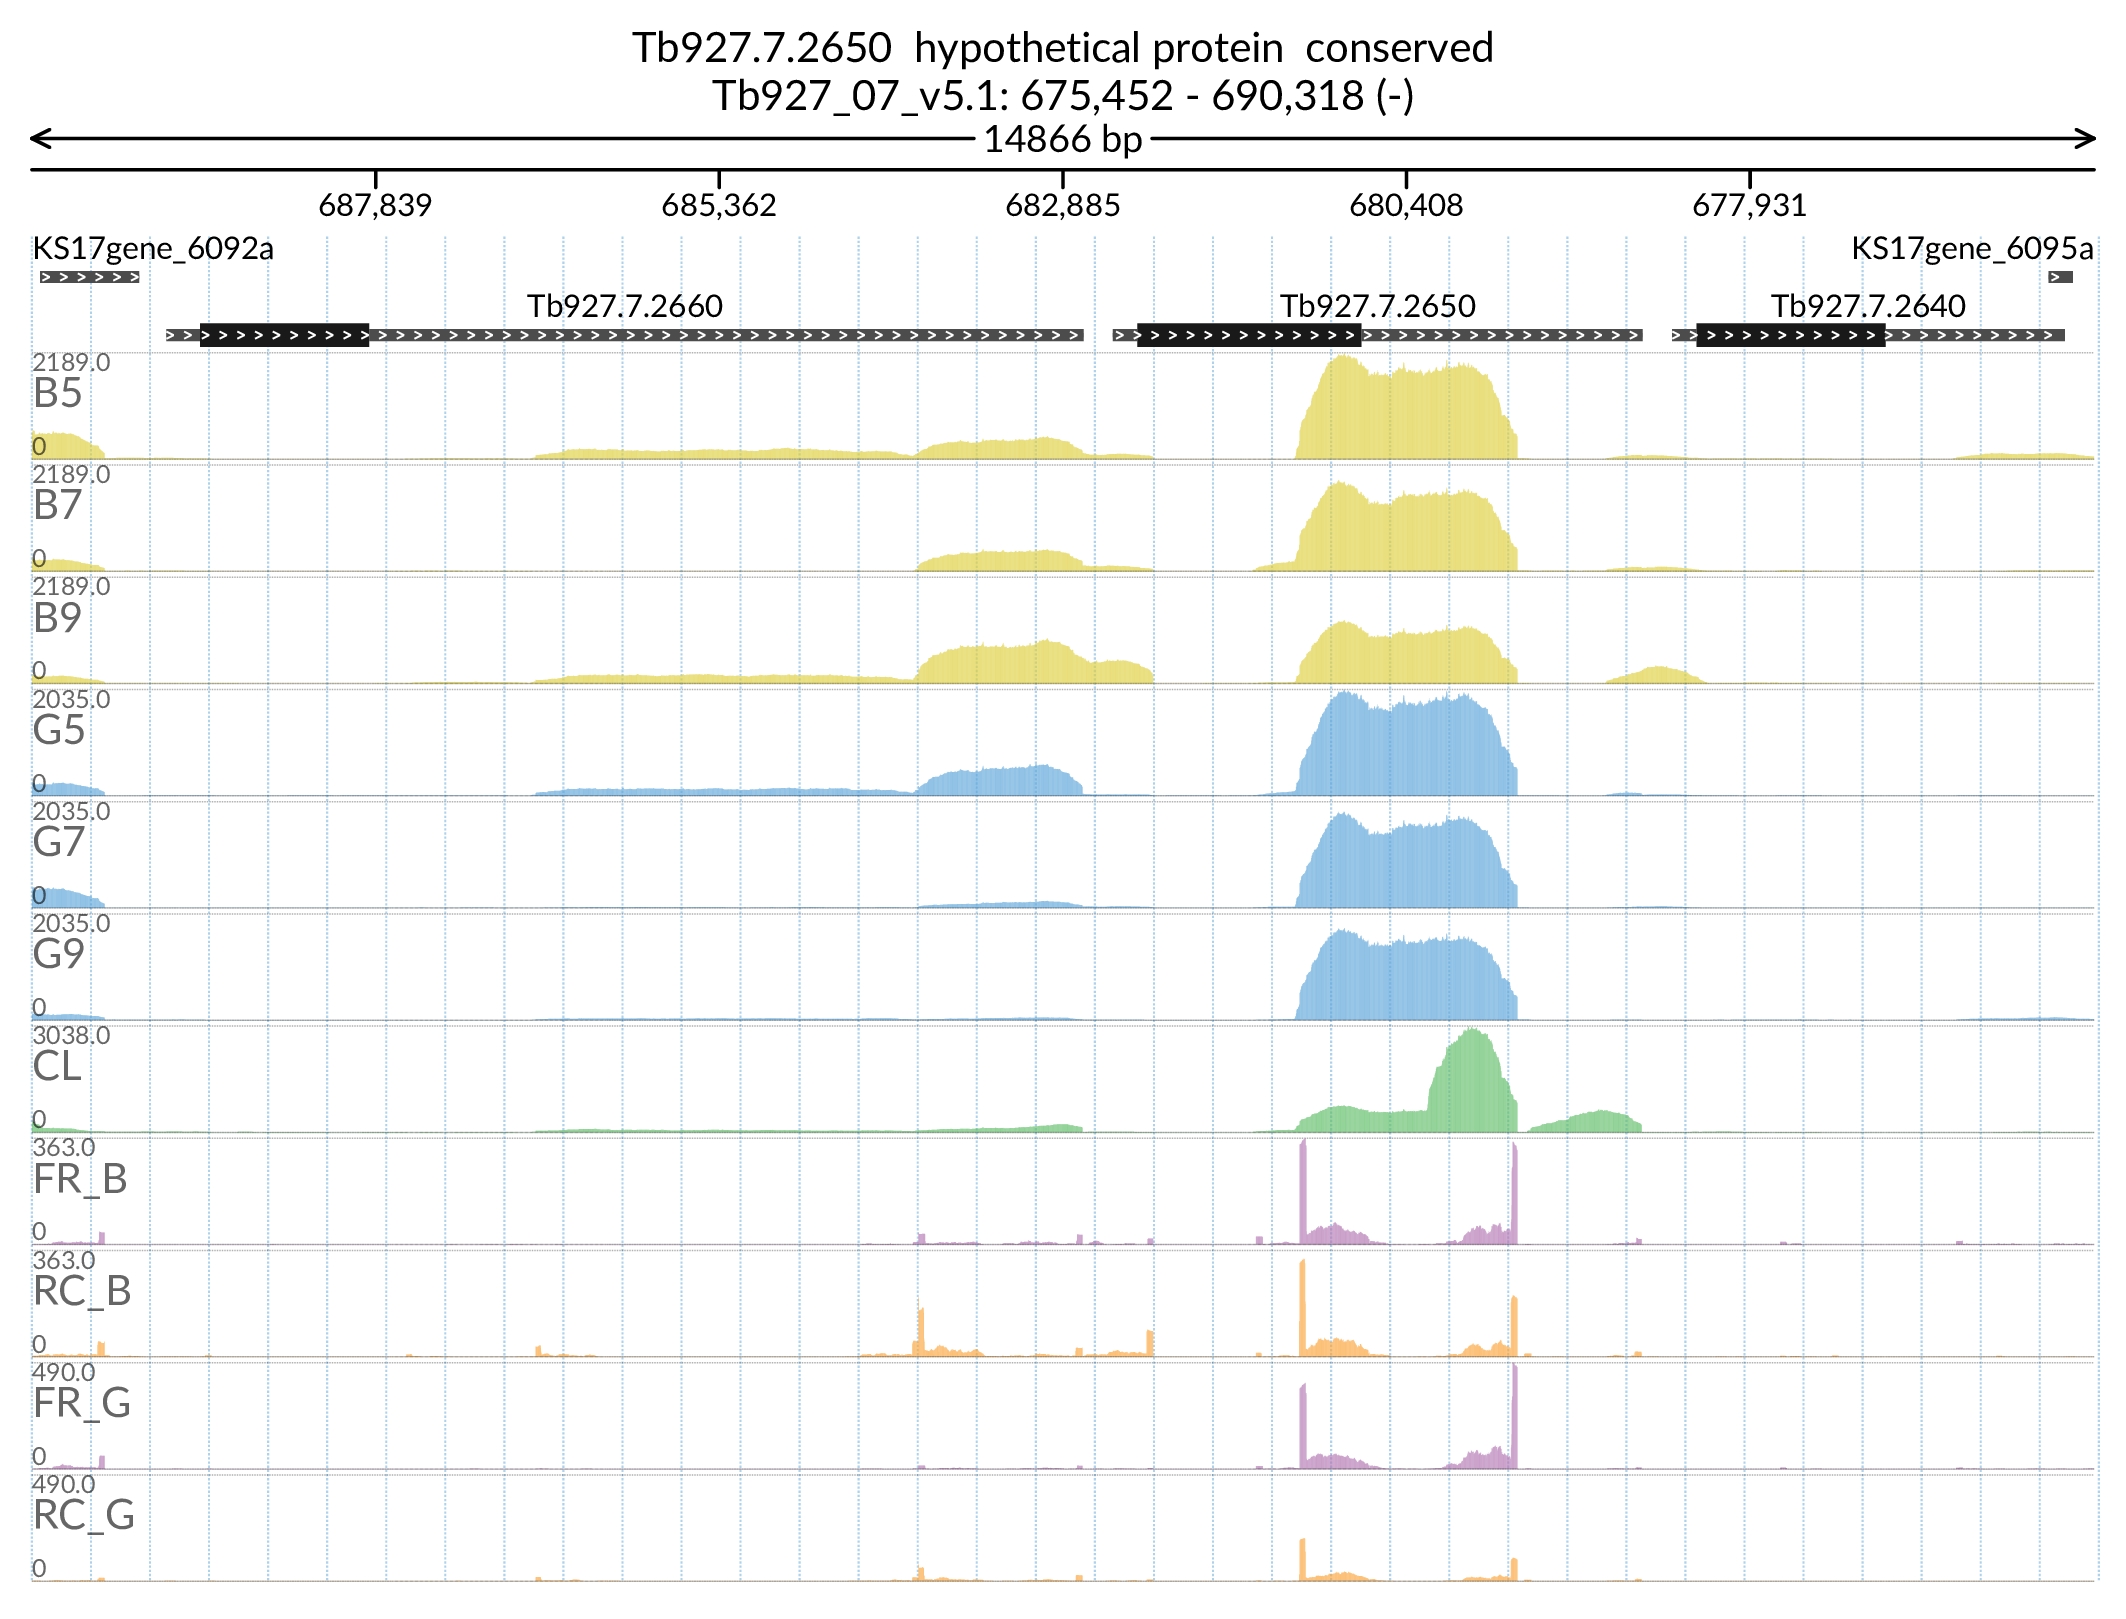 Tb927.7.2650  hypothetical protein  conserved
Tb927_07_v5.1: 675,452 - 690,318 (-)
14866 bp
687,839 685,362 682,885 680,408 677,931
KS17gene_6092a KS17gene_6095a
Tb927.7.2660 Tb927.7.2650 Tb927.7.2640
2189.0
B5
0
2189.0
B7
0
2189.0
B9
0
2035.0
G5
0
2035.0
G7
0
2035.0
G9
0
3038.0
CL
0
363.0
FR_B
0
363.0
RC_B
0
490.0
FR_G
0
490.0
RC_G
0